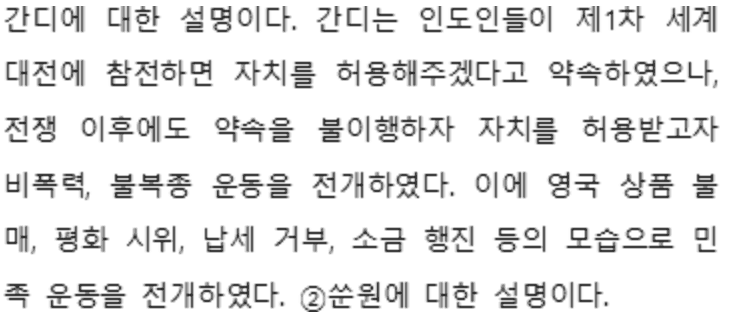 간디에 대한 설명이다. 간디는 인도인들이 제1차 세계
대전에 참전하면 자치를 허용해주겠다고 약속하였으나,
전쟁 이후에도 약속을 불이행하자 자치를 허용받고자
비폭력, 불복종 운동을 전개하였다. 이에 영국 상품 불
매, 평화 시위, 납세 거부, 소금 행진 등의 모습으로 민
족 운동을 전개하였다. ②쑨원에 대한 설명이다.